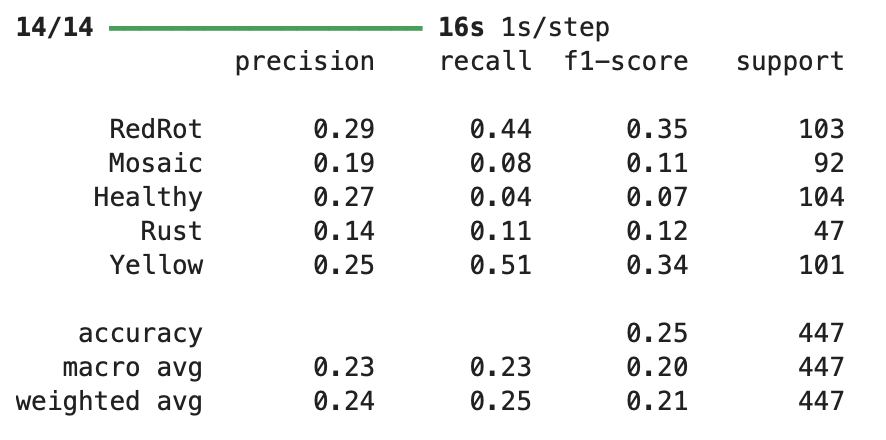 14/14 ━━━━━━━━━━━━━━━━━━━━ 16s 1s/step
precision recall f1-score support
RedRot 0.29 0.44 0.35 103
Mosaic 0.19 0.08 0.11 92
Healthy 0.27 0.04 0.07 104
Rust 0.14 0.11 0.12 47
Yellow 0.25 0.51 0.34 101
accuracy 0.25 447
macro avg 0.23 0.23 0.20 447
weighted avg 0.24 0.25 0.21 447